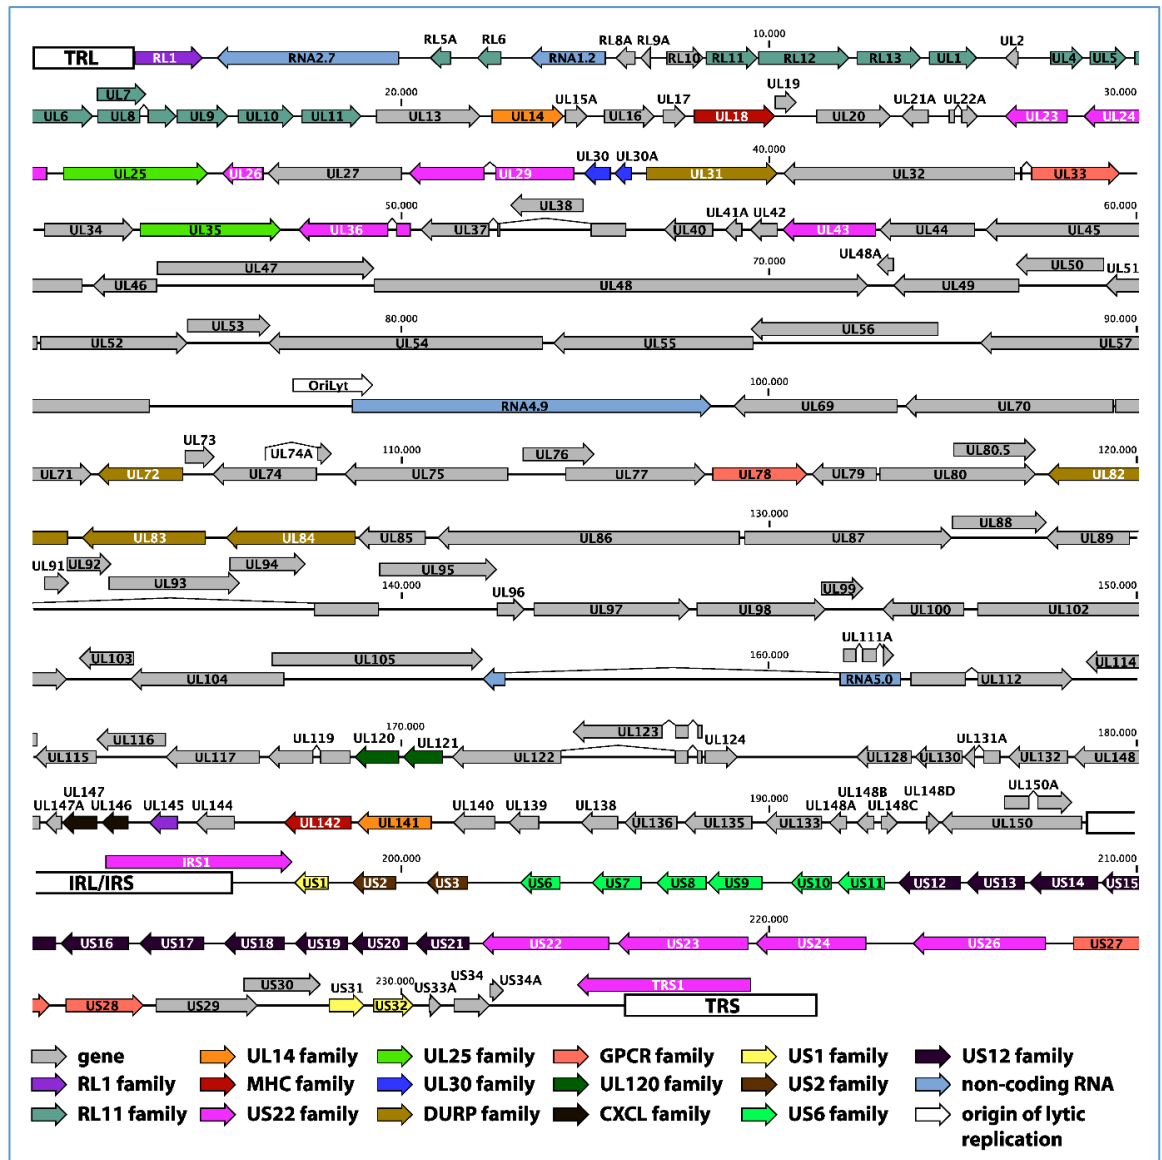 10.000
TRL RL1 RNA2.7 RL5A RL6 RNA1.2 RL8A RL9A RL10 RL11 RL12 RL13 UL1 UL2 UL4 UL5
20.000 30.000
UL6 UL7 UL8 UL9 UL10 UL11 UL13 UL14 UL15A UL16 UL17 UL18 UL19 UL20 UL21A UL22A UL23 UL24
40.000
UL25 UL26 UL27 UL29 UL30 UL30A UL31 UL32 UL33
50.000 60.000
UL34 UL35 UL36 UL37 UL38 UL40 UL41A UL42 UL43 UL44 UL45
70.000
UL46 UL47 UL48 UL48A UL49 UL50 UL51
80.000 90.000
UL52 UL53 UL54 UL55 UL56 UL57
100.000
OriLyt RNA4.9 UL69 UL70
110.000 120.000
UL71 UL72 UL73 UL74 UL74A UL75 UL76 UL77 UL78 UL79 UL80 UL80.5 UL82
130.000
UL83 UL84 UL85 UL86 UL87 UL88 UL89
140.000 150.000
UL91 UL92 UL93 UL94 UL95 UL96 UL97 UL98 UL99 UL100 UL102
160.000
UL103 UL104 UL105 RNA5.0 UL111A UL112 UL114
170.000 180.000
UL115 UL116 UL117 UL119 UL120 UL121 UL122 UL123 UL124 UL128 UL130 UL131A UL132 UL148
190.000
UL147A UL147 UL146 UL145 UL144 UL142 UL141 UL140 UL139 UL138 UL136 UL135 UL133 UL148A UL148B UL148C UL148D UL150 UL150A
200.000 210.000
IRL/IRS IRS1 US1 US2 US3 US6 US7 US8 US9 US10 US11 US12 US13 US14 US15
220.000
US16 US17 US18 US19 US20 US21 US22 US23 US24 US26 US27
230.000
US28 US29 US30 US31 US32 US33A US34 US34A TRS1 TRS
gene UL14 family UL25 family GPCR family US1 family US12 family
RL1 family MHC family UL30 family UL120 family US2 family non-coding RNA
RL11 family US22 family DURP family CXCL family US6 family origin of lytic
replication